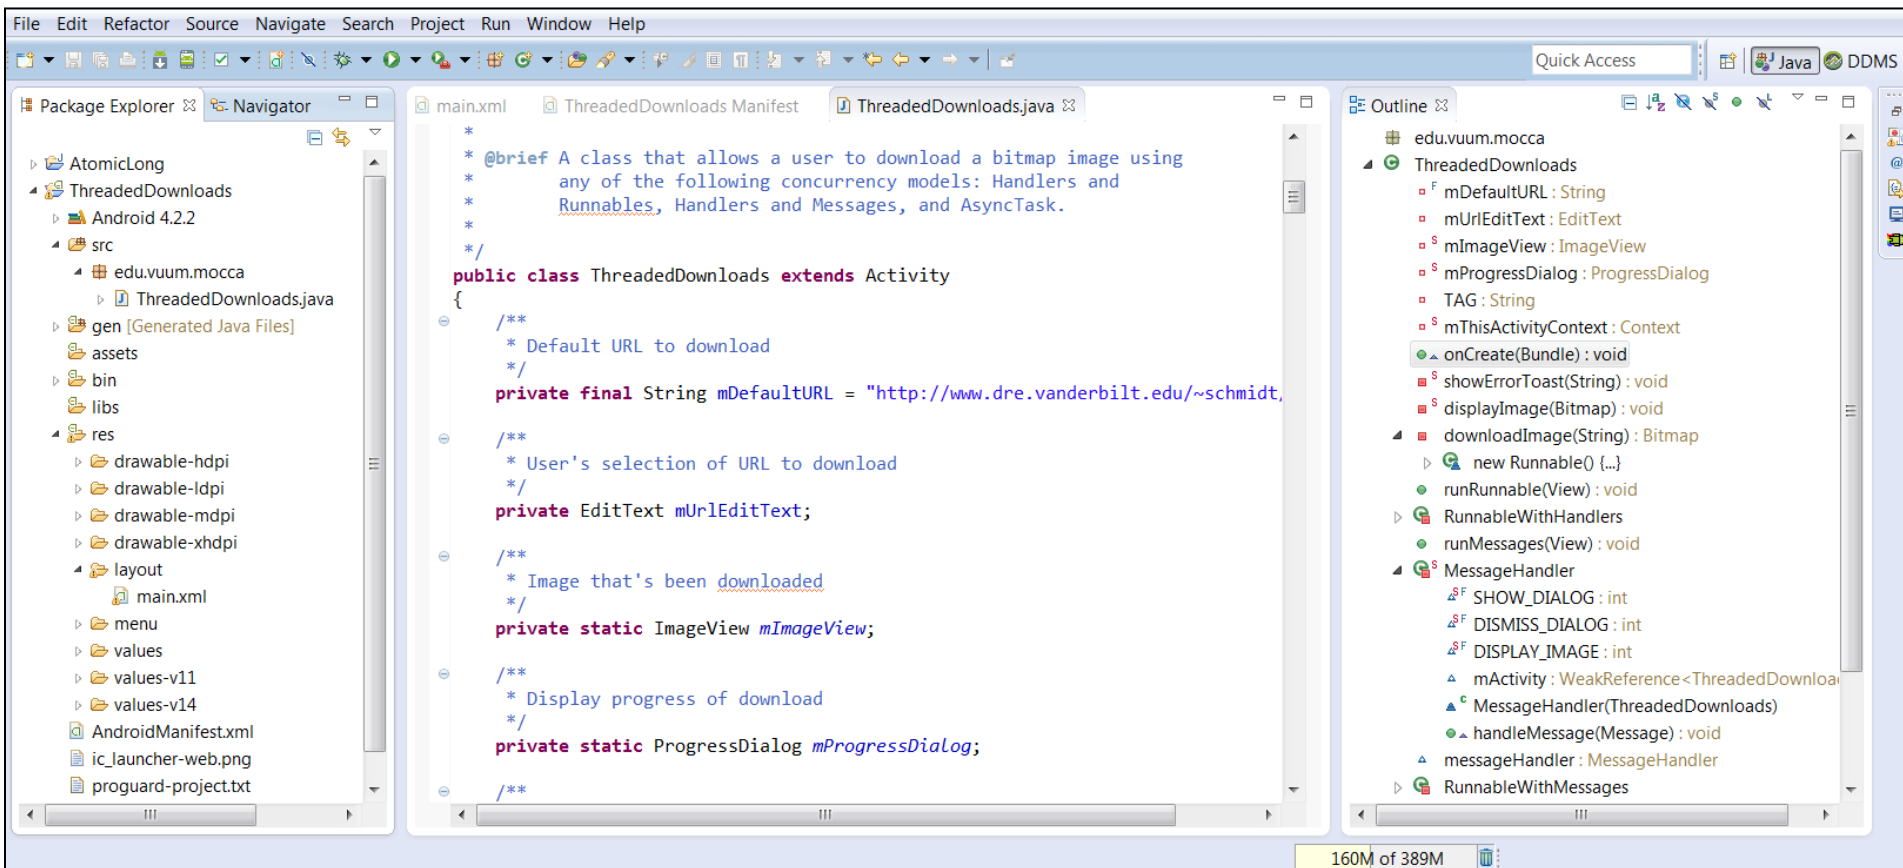 File Edit Refactor Source Navigate Search Project Run Window Help
Quick Access
Java
DDMS
Package Explorer
Navigator
AtomicLong
ThreadedDownloads
Android 4.2.2
src
edu.vuum.mocca
ThreadedDownloads.java
gen [Generated Java Files]
assets
bin
libs
res
drawable-hdpi
drawable-ldpi
drawable-mdpi
drawable-xhdpi
layout
main.xml
menu
values
values-v11
values-v14
AndroidManifest.xml
ic_launcher-web.png
proguard-project.txt
main.xml
ThreadedDownloads Manifest
ThreadedDownloads.java
*
* @brief A class that allows a user to download a bitmap image using
* any of the following concurrency models: Handlers and
* Runnables, Handlers and Messages, and AsyncTask.
*
*/
public class ThreadedDownloads extends Activity
{
/**
* Default URL to download
*/
private final String mDefaultURL = "http://www.dre.vanderbilt.edu/~schmidt/
/**
* User's selection of URL to download
*/
private EditText mUrlEditText;
/**
* Image that's been downloaded
*/
private static ImageView mImageView;
/**
* Display progress of download
*/
private static ProgressDialog mProgressDialog;
/**
Outline
edu.vuum.mocca
ThreadedDownloads
mDefaultURL : String
mUrlEditText : EditText
mImageView : ImageView
mProgressDialog : ProgressDialog
TAG : String
mThisActivityContext : Context
onCreate(Bundle) : void
showErrorToast(String) : void
displayImage(Bitmap) : void
downloadImage(String) : Bitmap
new Runnable() {...}
runRunnable(View) : void
RunnableWithHandlers
runMessages(View) : void
MessageHandler
SHOW_DIALOG : int
DISMISS_DIALOG : int
DISPLAY_IMAGE : int
mActivity : WeakReference<ThreadedDownloa
MessageHandler(ThreadedDownloads)
handleMessage(Message) : void
messageHandler : MessageHandler
RunnableWithMessages
160M of 389M